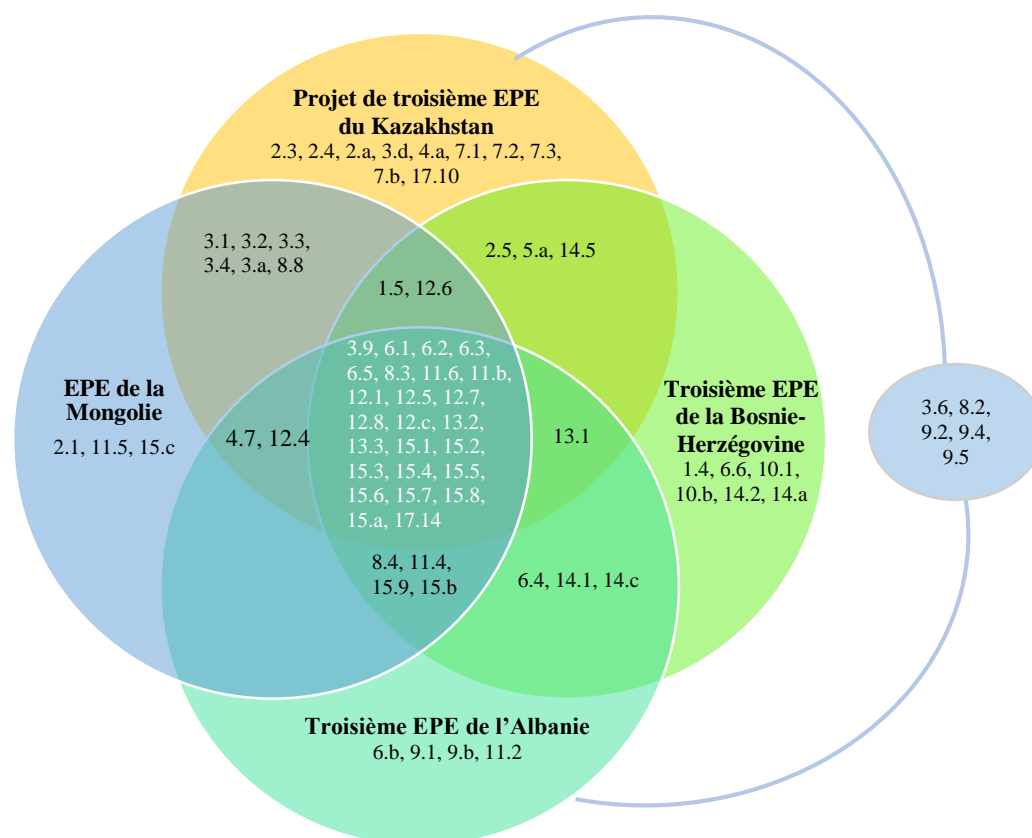 Projet de troisième EPE
du Kazakhstan
2.3, 2.4, 2.a, 3.d, 4.a, 7.1, 7.2, 7.3,
7.b, 17.10
3.1, 3.2, 3.3,
3.4, 3.a, 8.8
2.5, 5.a, 14.5
1.5, 12.6
EPE de la
Mongolie
2.1, 11.5, 15.c
4.7, 12.4
3.9, 6.1, 6.2, 6.3,
6.5, 8.3, 11.6, 11.b,
12.1, 12.5, 12.7,
12.8, 12.c, 13.2,
13.3, 15.1, 15.2,
15.3, 15.4, 15.5,
15.6, 15.7, 15.8,
15.a, 17.14
13.1
Troisième EPE
de la Bosnie-
Herzégovine
1.4, 6.6, 10.1,
10.b, 14.2, 14.a
3.6, 8.2,
9.2, 9.4,
9.5
8.4, 11.4,
15.9, 15.b
6.4, 14.1, 14.c
Troisième EPE de l’Albanie
6.b, 9.1, 9.b, 11.2